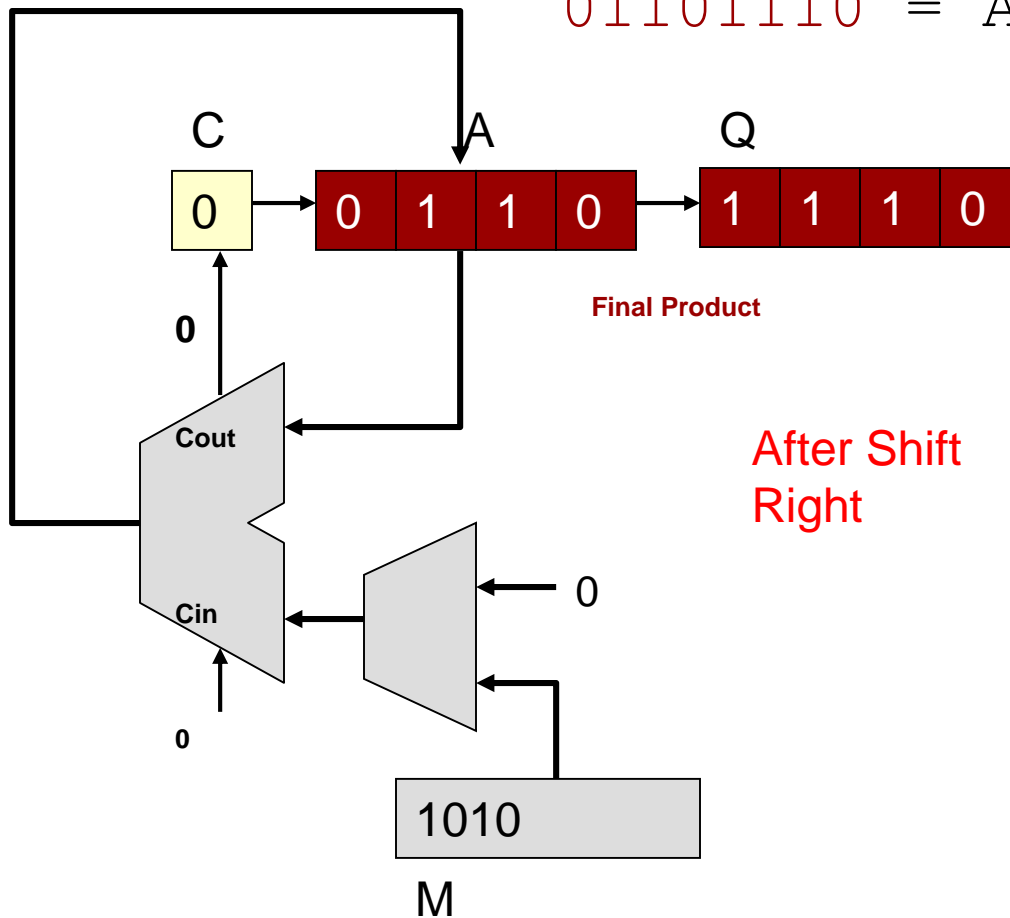 01101110 = A
C
A
Q
0
0 1 1 0
1 1 1 0
0
Final Product
Cout
After Shift
Right
0
Cin
0
1010
M